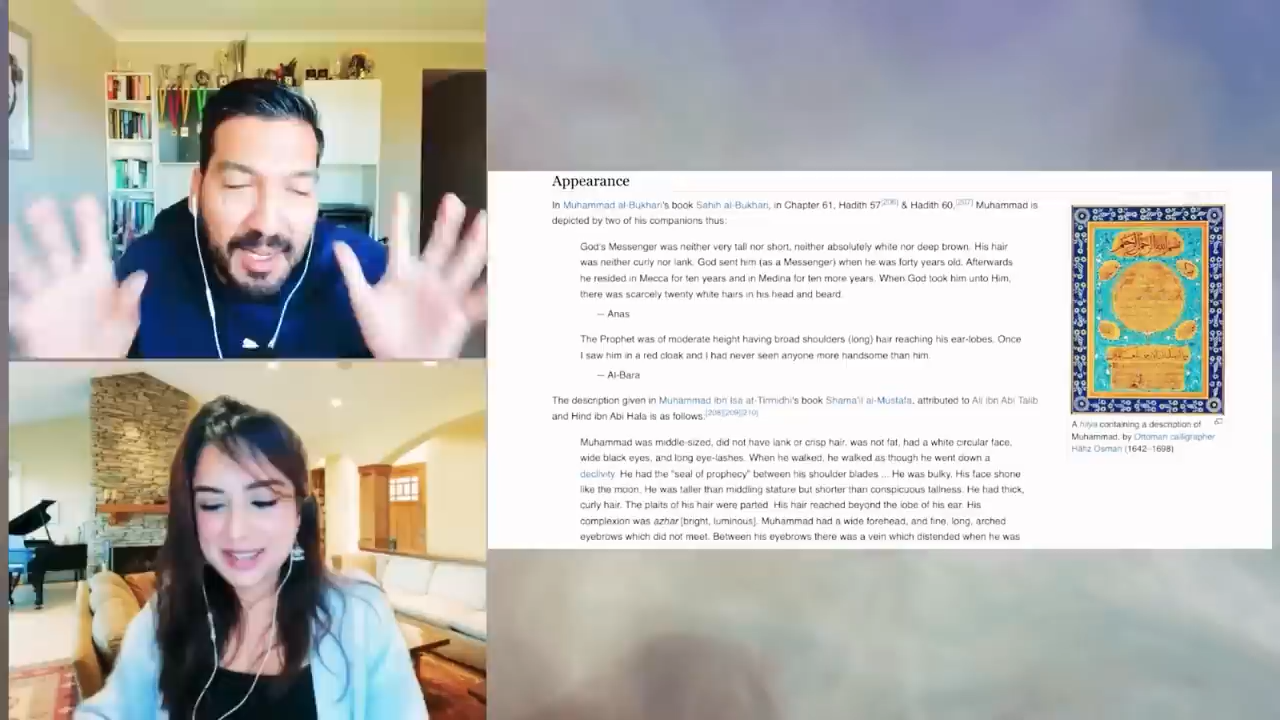 Appearance
In Muhammad al-Bukhari's book Sahih al-Bukhari, in Chapter 61, Hadith 57[206] & Hadith 60,[207] Muhammad is
depicted by two of his companions thus:
God's Messenger was neither very tall nor short, neither absolutely white nor deep brown. His hair
was neither curly nor lank. God sent him (as a Messenger) when he was forty years old. Afterwards
he resided in Mecca for ten years and in Medina for ten more years. When God took him unto Him,
there was scarcely twenty white hairs in his head and beard.
— Anas
The Prophet was of moderate height having broad shoulders (long) hair reaching his ear-lobes. Once
I saw him in a red cloak and I had never seen anyone more handsome than him.
— Al-Bara
The description given in Muhammad ibn Isa at-Tirmidhi's book Shama'il al-Mustafa, attributed to Ali ibn Abi Talib
and Hind ibn Abi Hala is as follows:[208][209][210]
Muhammad was middle-sized, did not have lank or crisp hair, was not fat, had a white circular face,
wide black eyes, and long eye-lashes. When he walked, he walked as though he went down a
declivity. He had the "seal of prophecy" between his shoulder blades ... He was bulky. His face shone
like the moon. He was taller than middling stature but shorter than conspicuous tallness. He had thick,
curly hair. The plaits of his hair were parted. His hair reached beyond the lobe of his ear. His
complexion was azhar [bright, luminous]. Muhammad had a wide forehead, and fine, long, arched
eyebrows which did not meet. Between his eyebrows there was a vein which distended when he was
A hilya containing a description of
Muhammad, by Ottoman calligrapher
Hâfiz Osman (1642–1698)